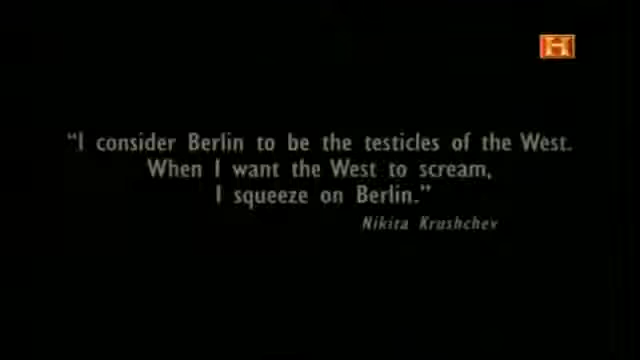 H
"I consider Berlin to be the testicles of the West.
When I want the West to scream,
I squeeze on Berlin."
Nikita Krushchev